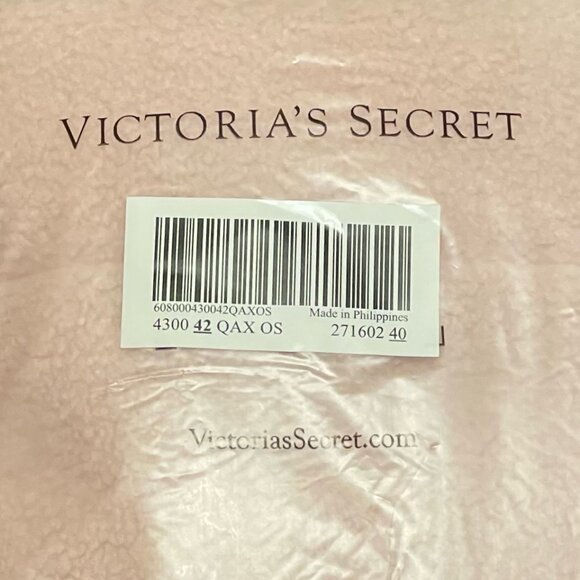 VICTORIA'S SECRET
608000430042QAXOS Made in Philippines
4300 42 QAX OS 271602 40
VictoriasSecret.com